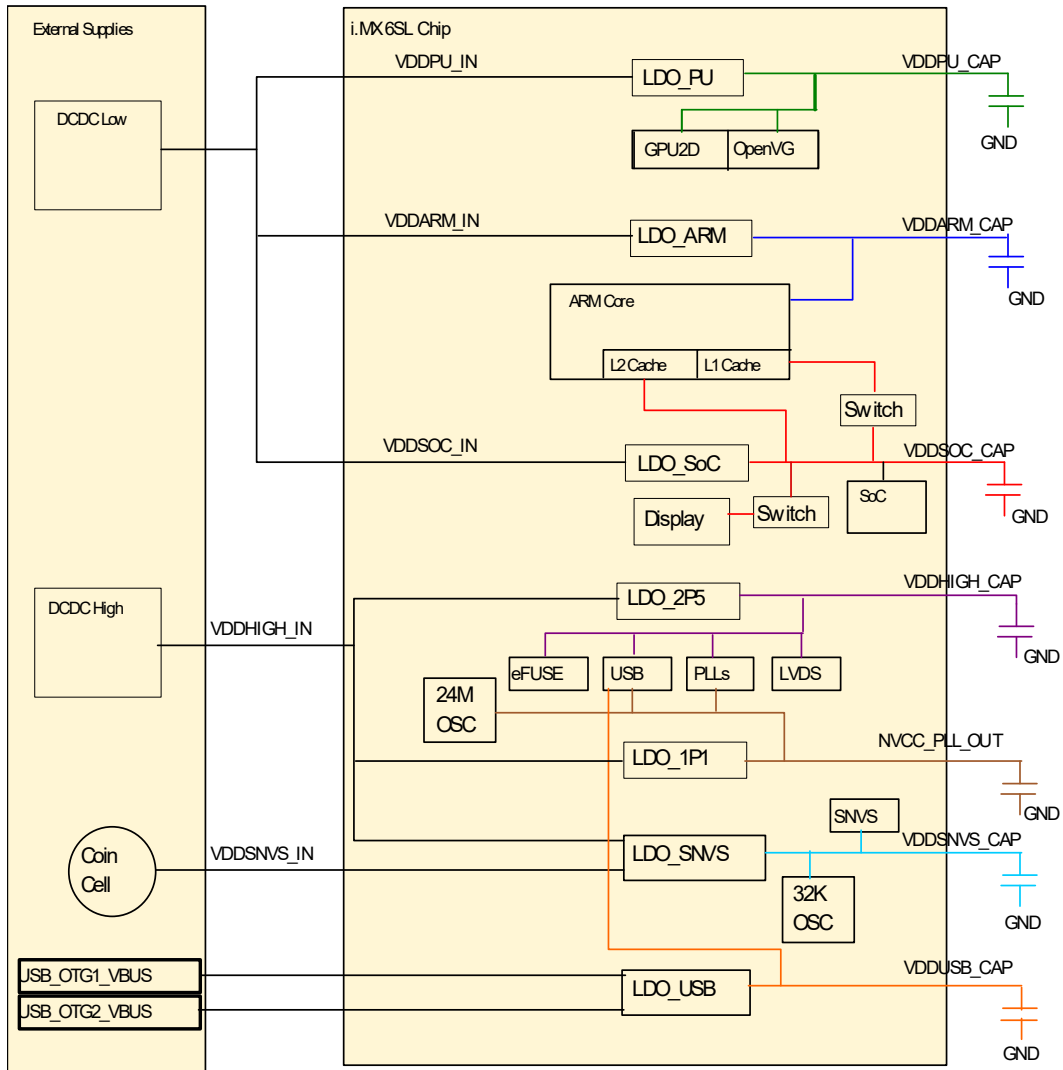 External Supplies
i.MX 6SL Chip
VDDPU_IN
LDO_PU
VDDPU_CAP
DCDC Low
GND
GPU2D
OpenVG
VDDARM_IN
LDO_ARM
VDDARM_CAP
GND
ARM Core
L2 Cache
L1 Cache
Switch
VDDSOC_IN
LDO_SoC
VDDSOC_CAP
SoC
Display
Switch
GND
DCDC High
LDO_2P5
VDDHIGH_CAP
VDDHIGH_IN
GND
eFUSE
USB
PLLs
LVDS
24M
OSC
LDO_1P1
NVCC_PLL_OUT
GND
SNVS
Coin
Cell
VDDSNVS_IN
LDO_SNVS
VDDSNVS_CAP
32K
OSC
GND
USB_OTG1_VBUS
USB_OTG2_VBUS
LDO_USB
VDDUSB_CAP
GND